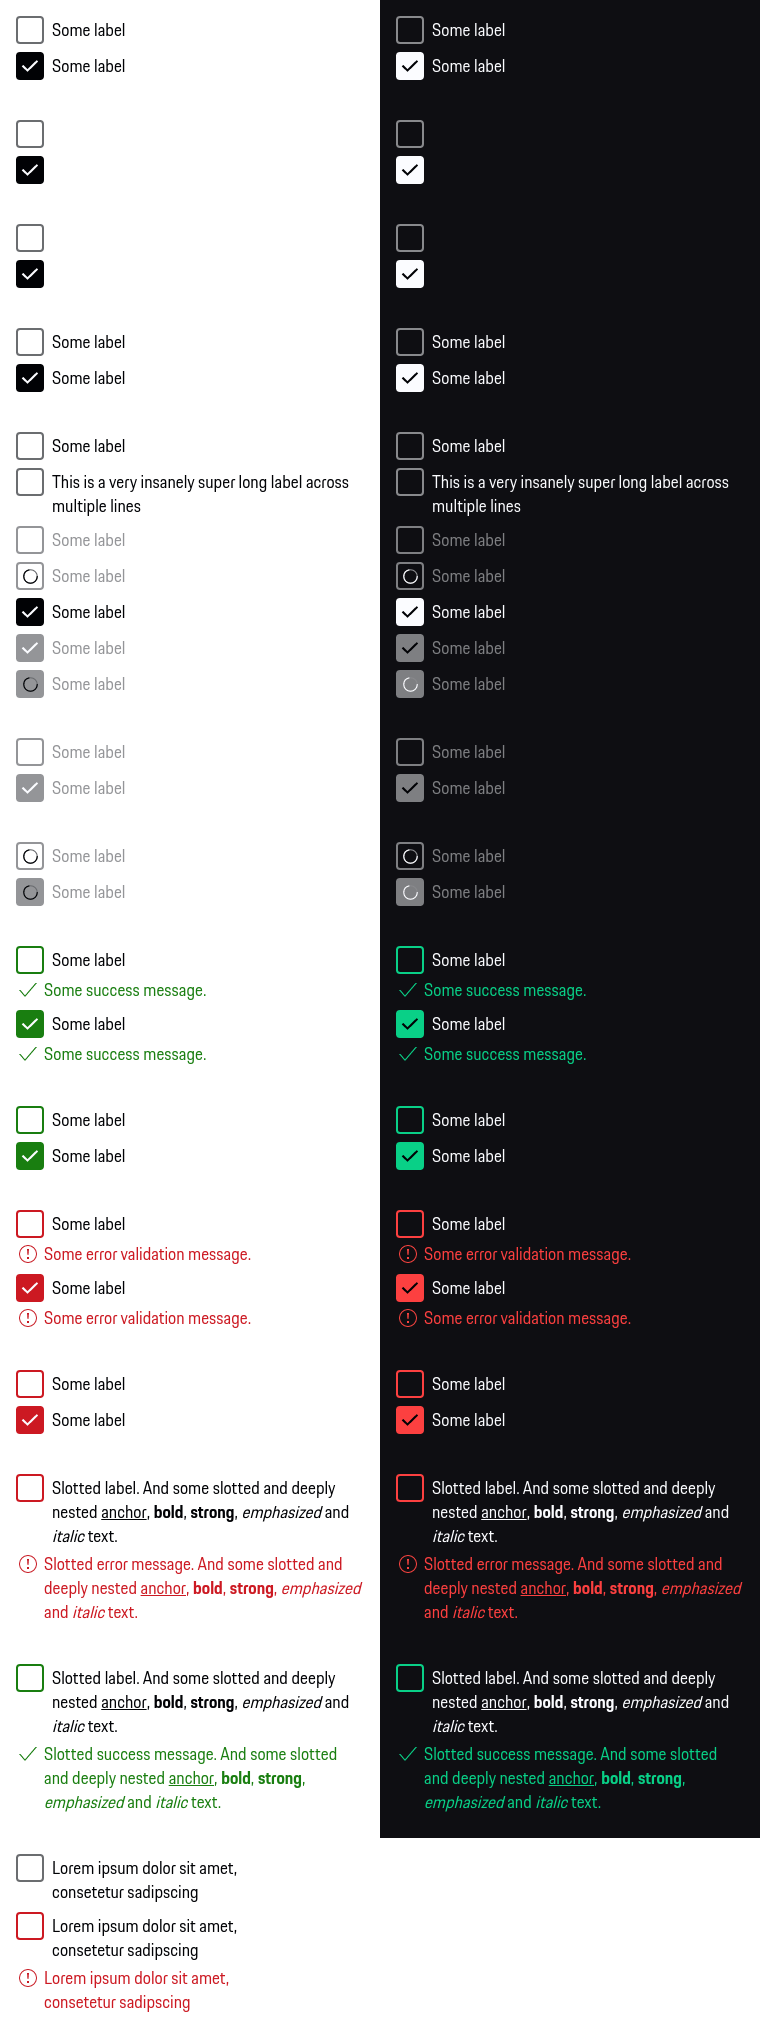 Some label
Some label
Some label
Some label
Some label
This is a very insanely super long label across
multiple lines
Some label
Some label
Some label
Some label
Some label
Some label
Some label
Some label
Some label
Some label
Some success message.
Some label
Some success message.
Some label
Some label
Some label
Some error validation message.
Some label
Some error validation message.
Some label
Some label
Slotted label. And some slotted and deeply
nested anchor, bold, strong, emphasized and
italic text.
Slotted error message. And some slotted and
deeply nested anchor, bold, strong, emphasized
and italic text.
Slotted label. And some slotted and deeply
nested anchor, bold, strong, emphasized and
italic text.
Slotted success message. And some slotted
and deeply nested anchor, bold, strong,
emphasized and italic text.
Lorem ipsum dolor sit amet,
consetetur sadipscing
Lorem ipsum dolor sit amet,
consetetur sadipscing
Lorem ipsum dolor sit amet,
consetetur sadipscing
Some label
Some label
Some label
Some label
Some label
This is a very insanely super long label across
multiple lines
Some label
Some label
Some label
Some label
Some label
Some label
Some label
Some label
Some label
Some label
Some success message.
Some label
Some success message.
Some label
Some label
Some label
Some error validation message.
Some label
Some error validation message.
Some label
Some label
Slotted label. And some slotted and deeply
nested anchor, bold, strong, emphasized and
italic text.
Slotted error message. And some slotted and
deeply nested anchor, bold, strong, emphasized
and italic text.
Slotted label. And some slotted and deeply
nested anchor, bold, strong, emphasized and
italic text.
Slotted success message. And some slotted
and deeply nested anchor, bold, strong,
emphasized and italic text.